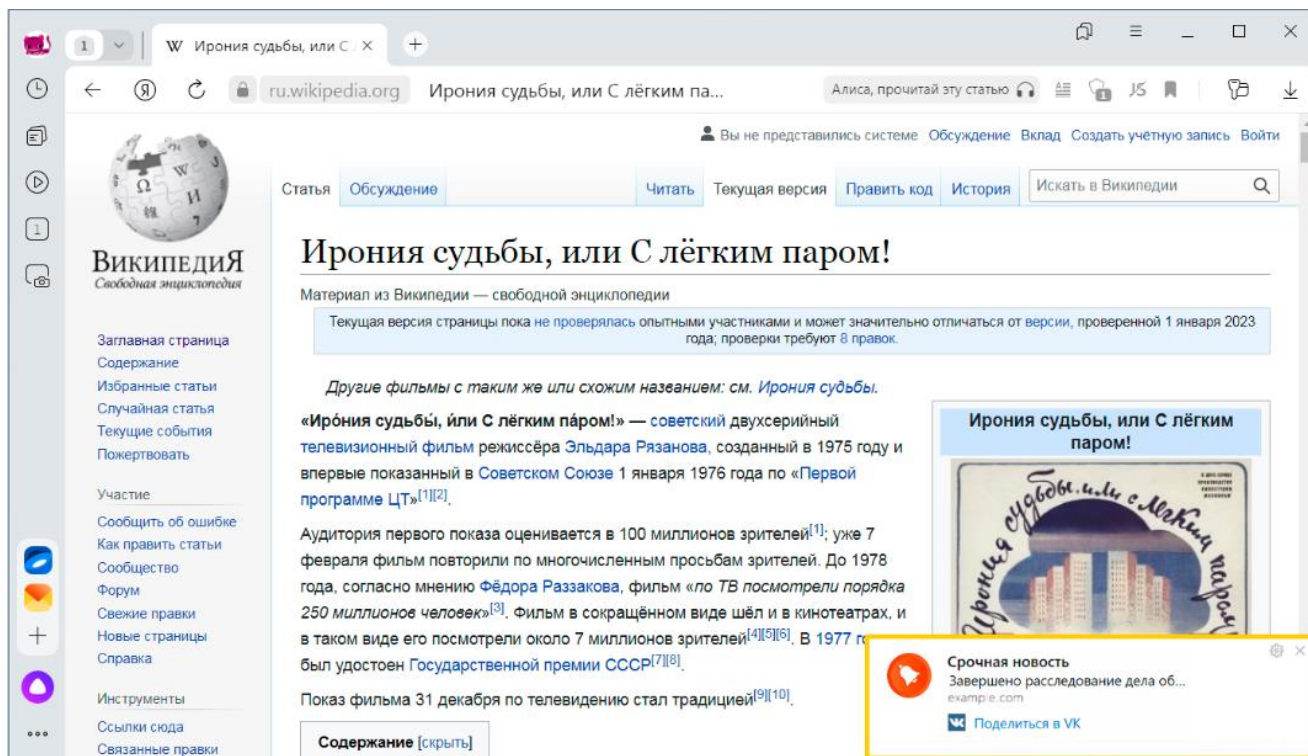 1
W Ирония судьбы, или С
ru.wikipedia.org Ирония судьбы, или С лёгким па... Алиса, прочитай эту статью 1 JS
Вы не представились системе Обсуждение Вклад Создать учётную запись Войти
Статья Обсуждение Читать Текущая версия Править код История Искать в Википедии
1
ВикипедиЯ
Свободная энциклопедия
Заглавная страница
Содержание
Избранные статьи
Случайная статья
Текущие события
Пожертвовать
Участие
Сообщить об ошибке
Как править статьи
Сообщество
Форум
Свежие правки
Новые страницы
Справка
Инструменты
Ссылки сюда
Связанные правки
Ирония судьбы, или С лёгким паром!
Материал из Википедии — свободной энциклопедии
Текущая версия страницы пока не проверялась опытными участниками и может значительно отличаться от версии, проверенной 1 января 2023
года; проверки требуют 8 правок.
Другие фильмы с таким же или схожим названием: см. Ирония судьбы.
«Иро́ния судьбы́, и́ли С лёгким па́ром!» — советский двухсерийный
телевизионный фильм режиссёра Эльдара Рязанова, созданный в 1975 году и
впервые показанный в Советском Союзе 1 января 1976 года по «Первой
программе ЦТ»[1][2].
Аудитория первого показа оценивается в 100 миллионов зрителей[1]; уже 7
февраля фильм повторили по многочисленным просьбам зрителей. До 1978
года, согласно мнению Фёдора Раззакова, фильм «по ТВ посмотрели порядка
250 миллионов человек»[3]. Фильм в сокращённом виде шёл и в кинотеатрах, и
в таком виде его посмотрели около 7 миллионов зрителей[4][5][6]. В 1977 г
был удостоен Государственной премии СССР[7][8].
Показ фильма 31 декабря по телевидению стал традицией[9][10].
Содержание [скрыть]
Ирония судьбы, или С лёгким
паром!
Ирония судьбы, или с легким паром
Срочная новость
Завершено расследование дела об...
example.com
Поделиться в VK